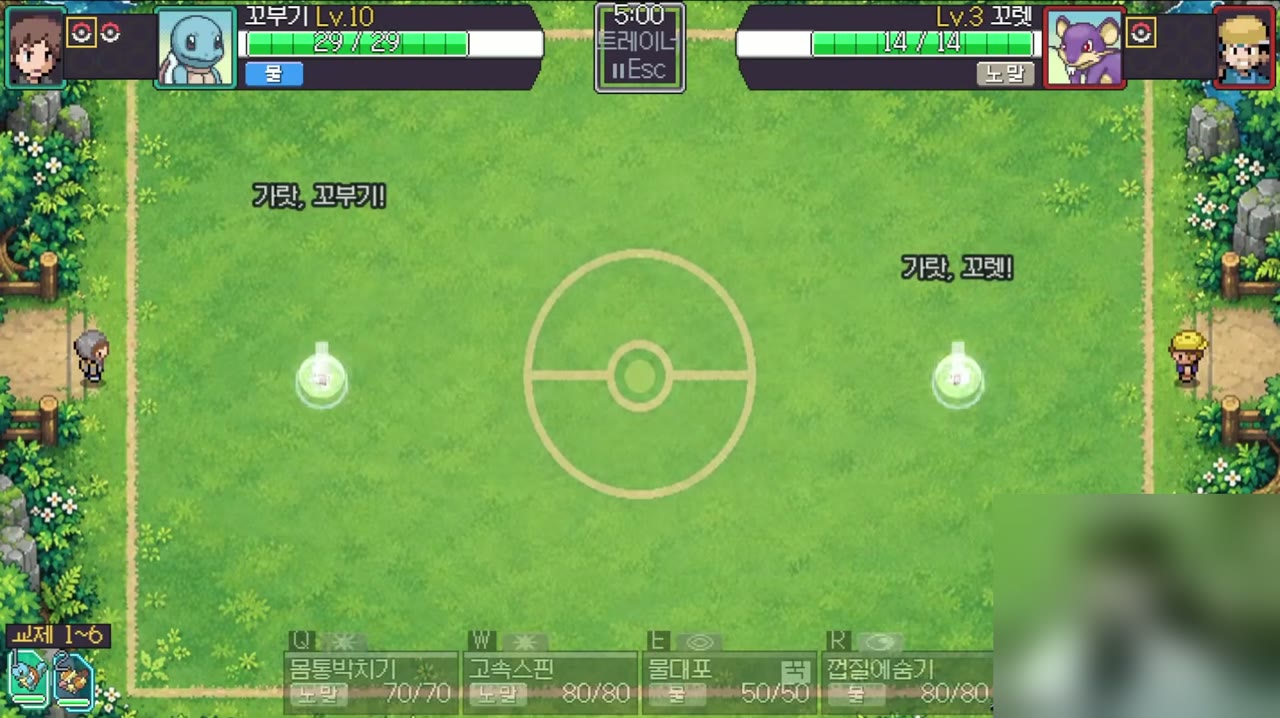 꼬부기 Lv.10
29 / 29
물
5:00
트레이너
Esc
Lv.3 꼬렛
14 / 14
노말
가랏, 꼬부기!
가랏, 꼬렛!
교체 1~6
Q
몸통박치기
노말 70/70
W
고속스핀
노말 80/80
E
물대포
물 50/50
R
껍질에숨기
물 80/80